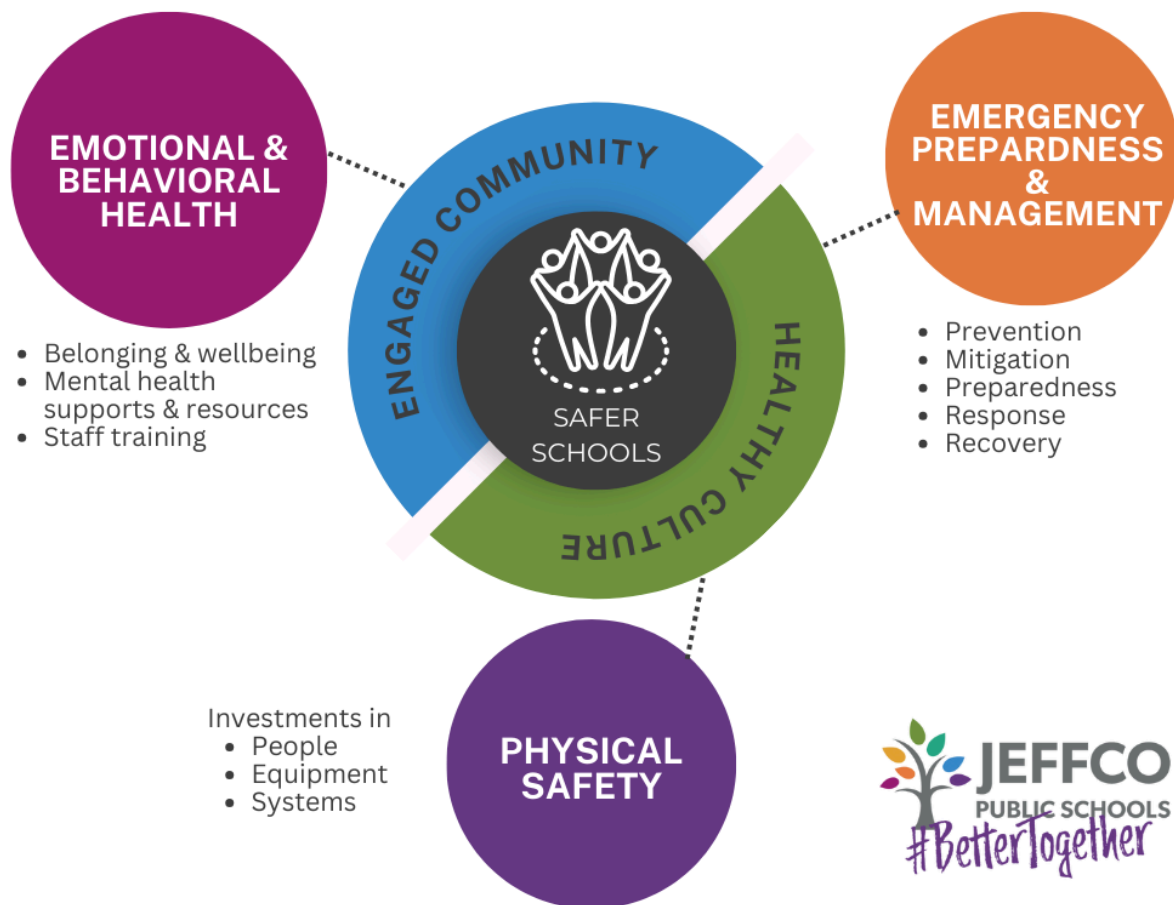 EMOTIONAL &
BEHAVIORAL
HEALTH
• Belonging & wellbeing
• Mental health
supports & resources
• Staff training
ENGAGED COMMUNITY
HEALTHY CULTURE
SAFER
SCHOOLS
EMERGENCY
PREPARDNESS
&
MANAGEMENT
• Prevention
• Mitigation
• Preparedness
• Response
• Recovery
Investments in
• People
• Equipment
• Systems
PHYSICAL
SAFETY
JEFFCO
PUBLIC SCHOOLS
#BetterTogether